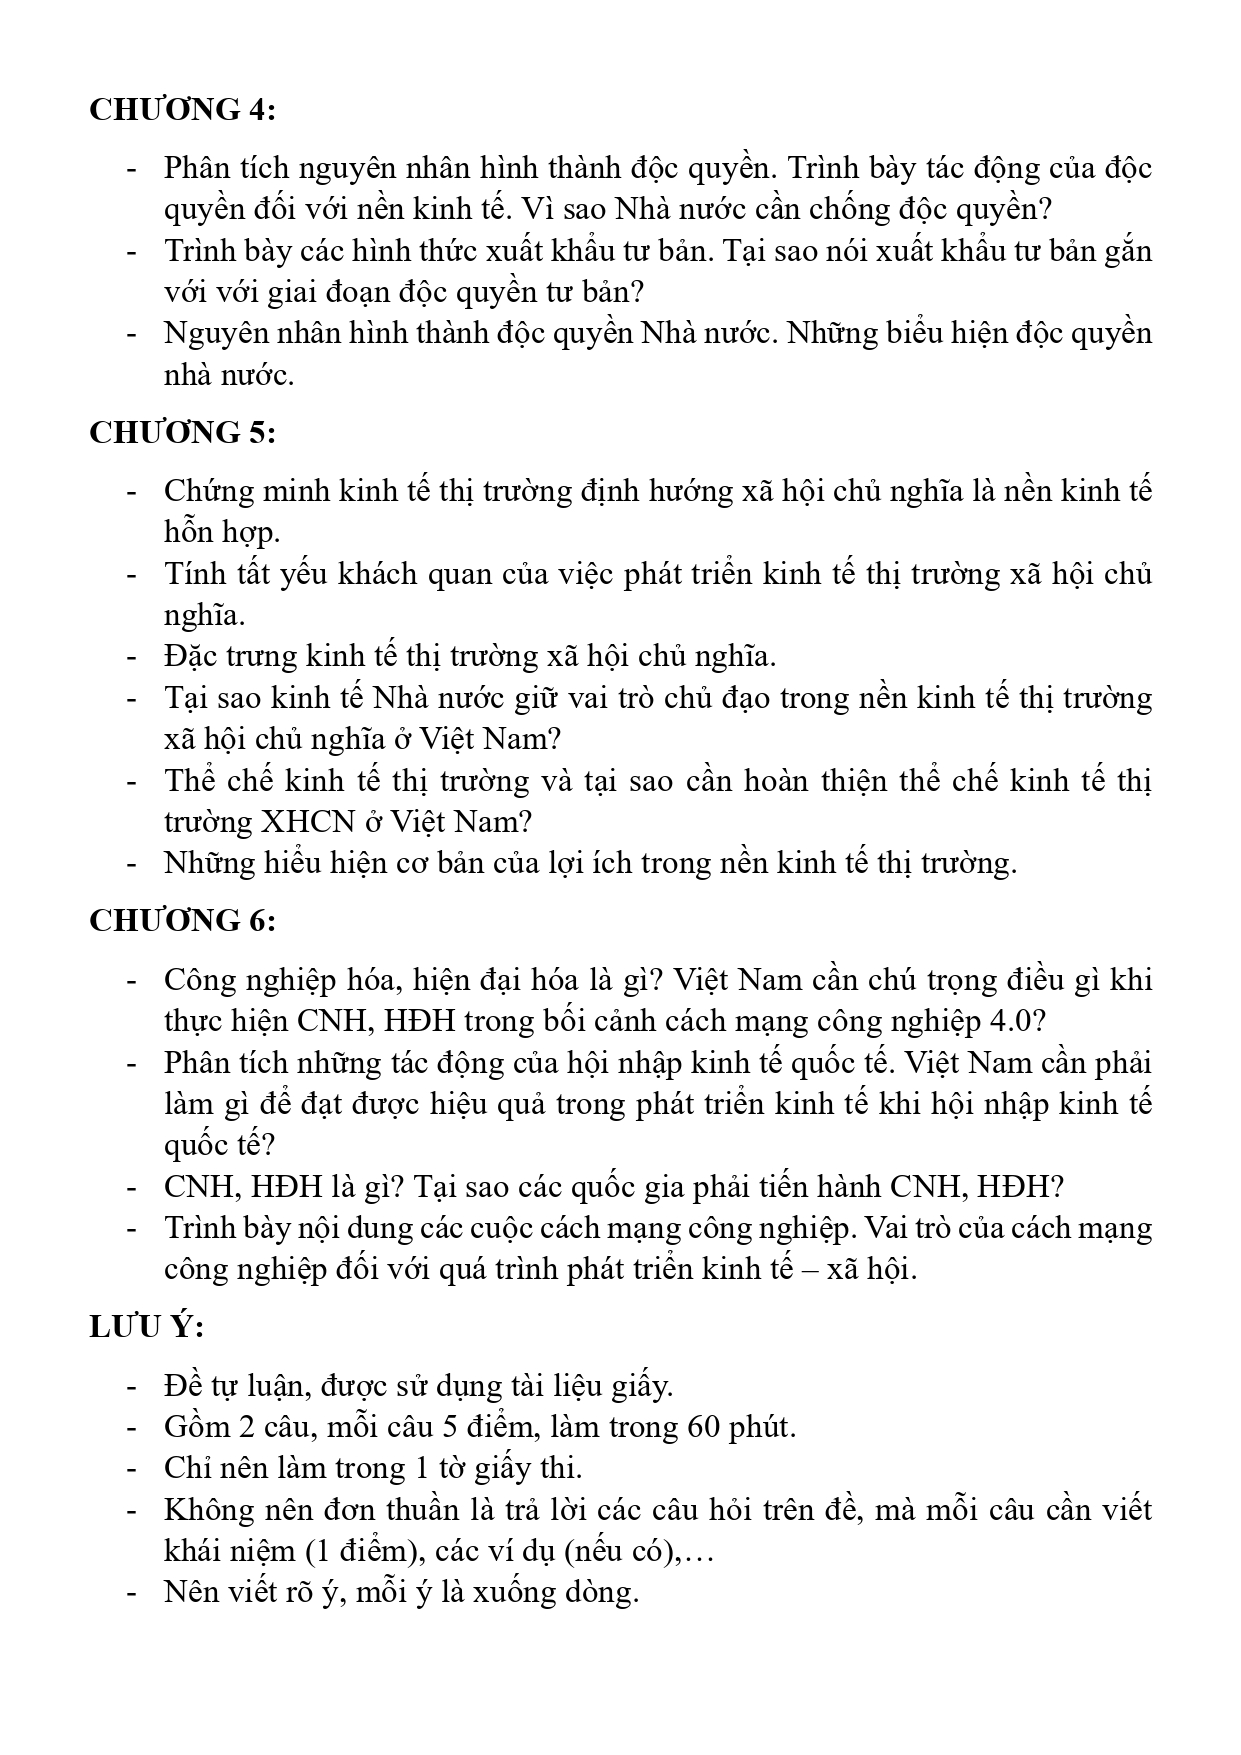 CHƯƠNG 4:
- Phân tích nguyên nhân hình thành độc quyền. Trình bày tác động của độc
quyền đối với nền kinh tế. Vì sao Nhà nước cần chống độc quyền?
- Trình bày các hình thức xuất khẩu tư bản. Tại sao nói xuất khẩu tư bản gắn
với với giai đoạn độc quyền tư bản?
- Nguyên nhân hình thành độc quyền Nhà nước. Những biểu hiện độc quyền
nhà nước.
CHƯƠNG 5:
- Chứng minh kinh tế thị trường định hướng xã hội chủ nghĩa là nền kinh tế
hỗn hợp.
- Tính tất yếu khách quan của việc phát triển kinh tế thị trường xã hội chủ
nghĩa.
- Đặc trưng kinh tế thị trường xã hội chủ nghĩa.
- Tại sao kinh tế Nhà nước giữ vai trò chủ đạo trong nền kinh tế thị trường
xã hội chủ nghĩa ở Việt Nam?
- Thể chế kinh tế thị trường và tại sao cần hoàn thiện thể chế kinh tế thị
trường XHCN ở Việt Nam?
- Những hiểu hiện cơ bản của lợi ích trong nền kinh tế thị trường.
CHƯƠNG 6:
- Công nghiệp hóa, hiện đại hóa là gì? Việt Nam cần chú trọng điều gì khi
thực hiện CNH, HĐH trong bối cảnh cách mạng công nghiệp 4.0?
- Phân tích những tác động của hội nhập kinh tế quốc tế. Việt Nam cần phải
làm gì để đạt được hiệu quả trong phát triển kinh tế khi hội nhập kinh tế
quốc tế?
- CNH, HĐH là gì? Tại sao các quốc gia phải tiến hành CNH, HĐH?
- Trình bày nội dung các cuộc cách mạng công nghiệp. Vai trò của cách mạng
công nghiệp đối với quá trình phát triển kinh tế – xã hội.
LƯU Ý:
- Đề tự luận, được sử dụng tài liệu giấy.
- Gồm 2 câu, mỗi câu 5 điểm, làm trong 60 phút.
- Chỉ nên làm trong 1 tờ giấy thi.
- Không nên đơn thuần là trả lời các câu hỏi trên đề, mà mỗi câu cần viết
khái niệm (1 điểm), các ví dụ (nếu có),…
- Nên viết rõ ý, mỗi ý là xuống dòng.